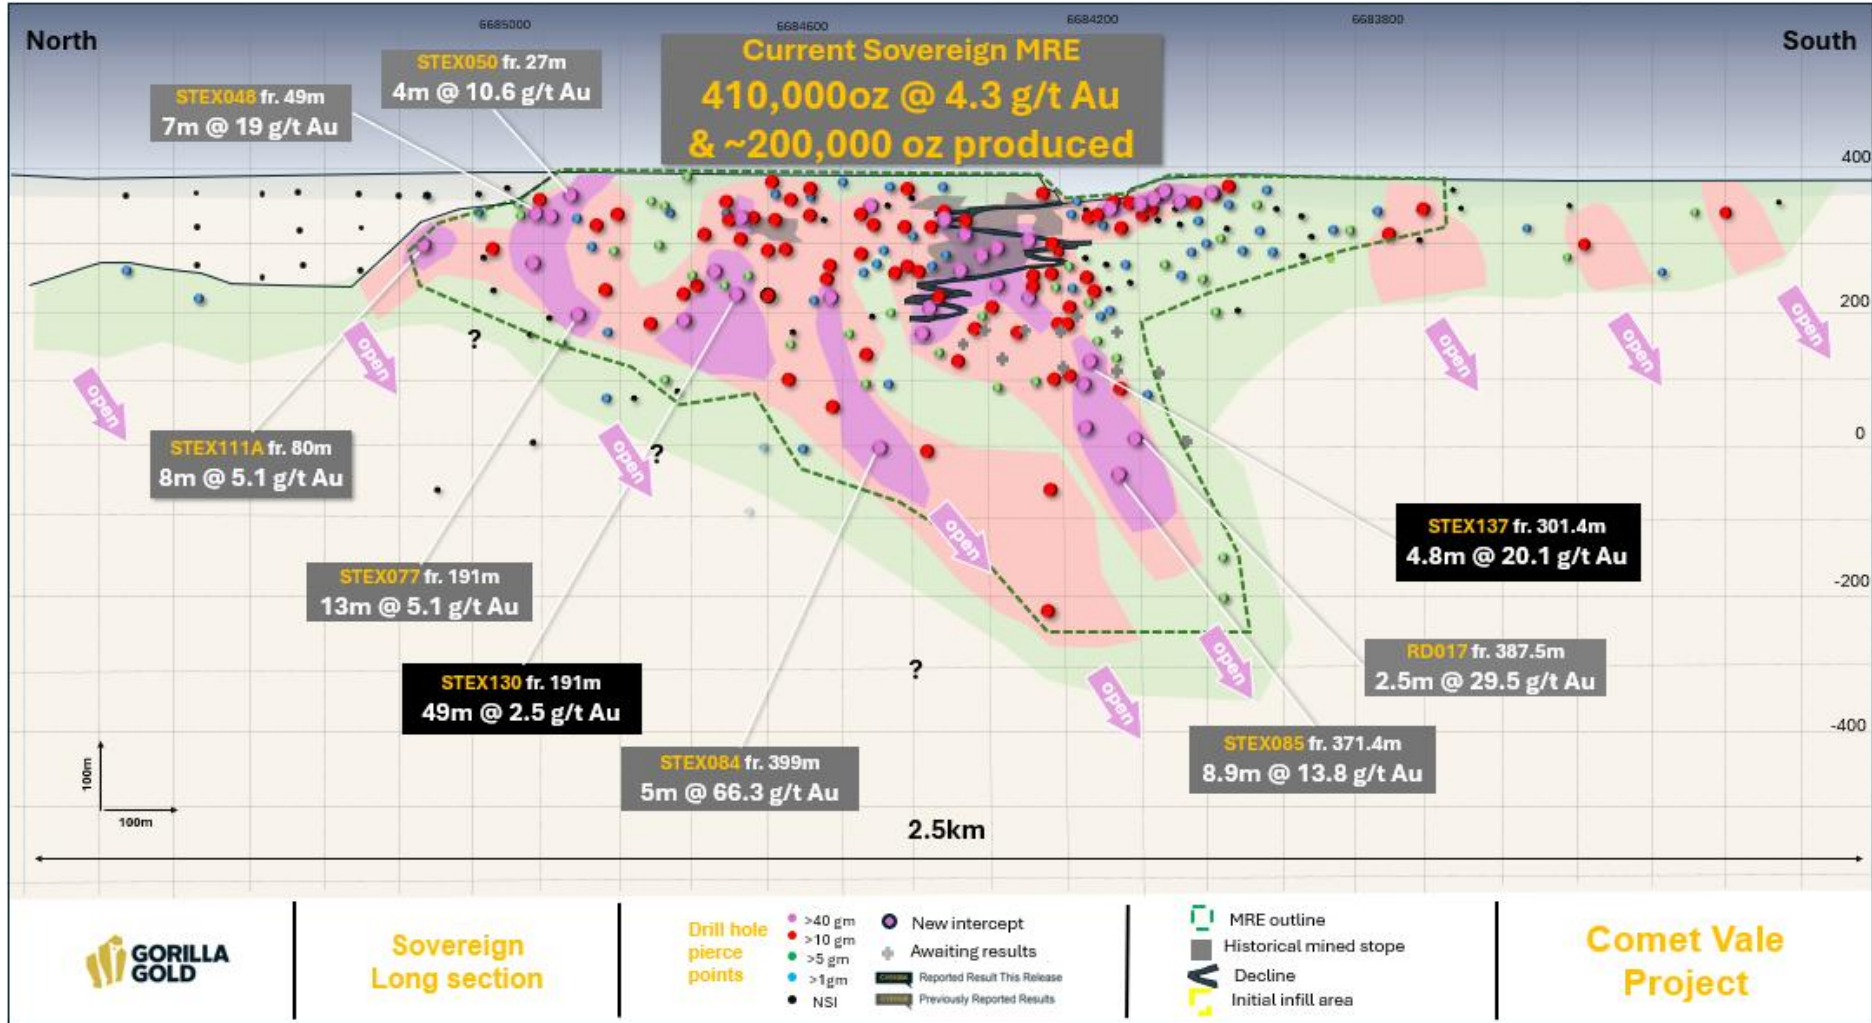 6685000
6684600
6684200
6683800
North
South
Current Sovereign MRE
410,000oz @ 4.3 g/t Au
& ~200,000 oz produced
STEX050 fr. 27m
4m @ 10.6 g/t Au
STEX048 fr. 49m
7m @ 19 g/t Au
400
200
0
-200
-400
?
?
?
open
open
open
open
open
open
open
open
open
STEX111A fr. 80m
8m @ 5.1 g/t Au
STEX077 fr. 191m
13m @ 5.1 g/t Au
STEX130 fr. 191m
49m @ 2.5 g/t Au
STEX084 fr. 399m
5m @ 66.3 g/t Au
STEX137 fr. 301.4m
4.8m @ 20.1 g/t Au
RD017 fr. 387.5m
2.5m @ 29.5 g/t Au
STEX085 fr. 371.4m
8.9m @ 13.8 g/t Au
100m
100m
2.5km
GORILLA
GOLD
Sovereign
Long section
Drill hole
pierce
points
>40 gm
>10 gm
>5 gm
>1gm
NSI
New intercept
Awaiting results
Reported Result This Release
Previously Reported Results
MRE outline
Historical mined stope
Decline
Initial infill area
Comet Vale
Project